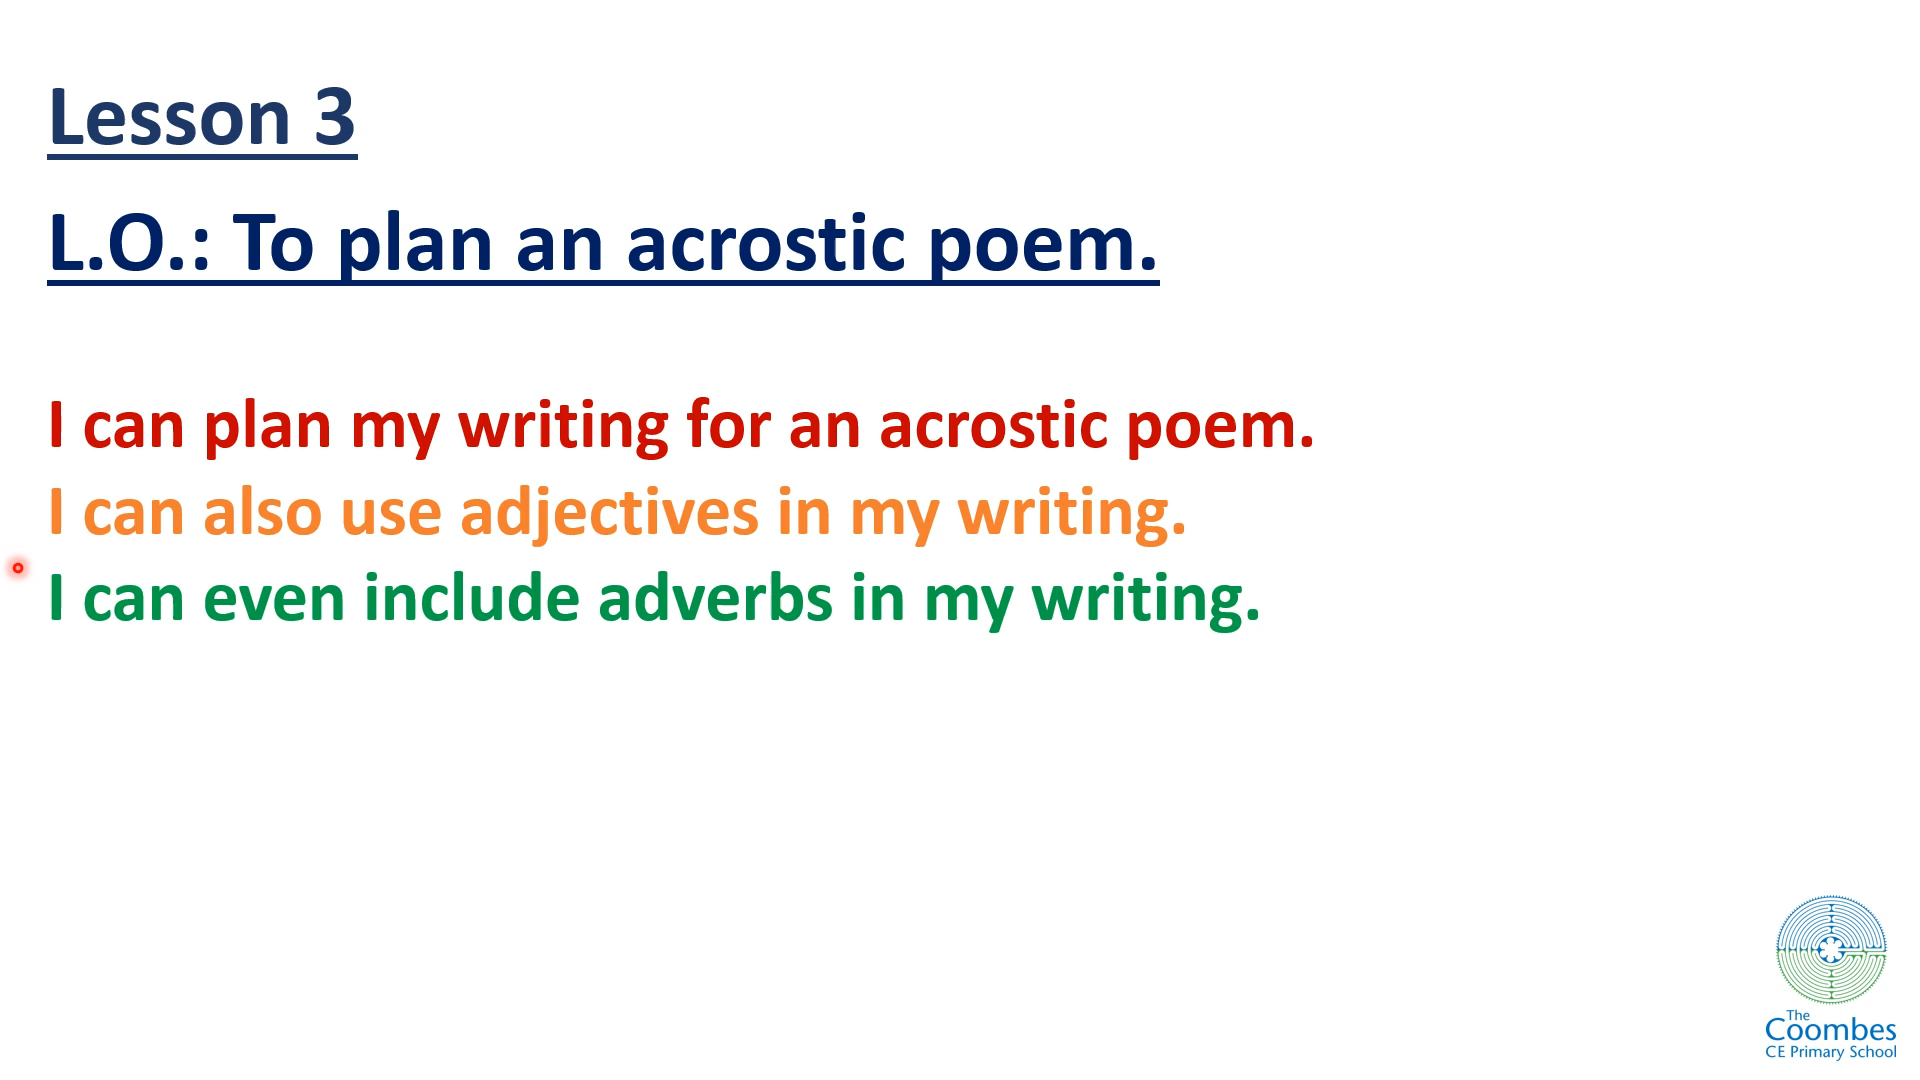 Lesson 3
L.O.: To plan an acrostic poem.
I can plan my writing for an acrostic poem.
I can also use adjectives in my writing.
I can even include adverbs in my writing.
The
Coombes
CE Primary School